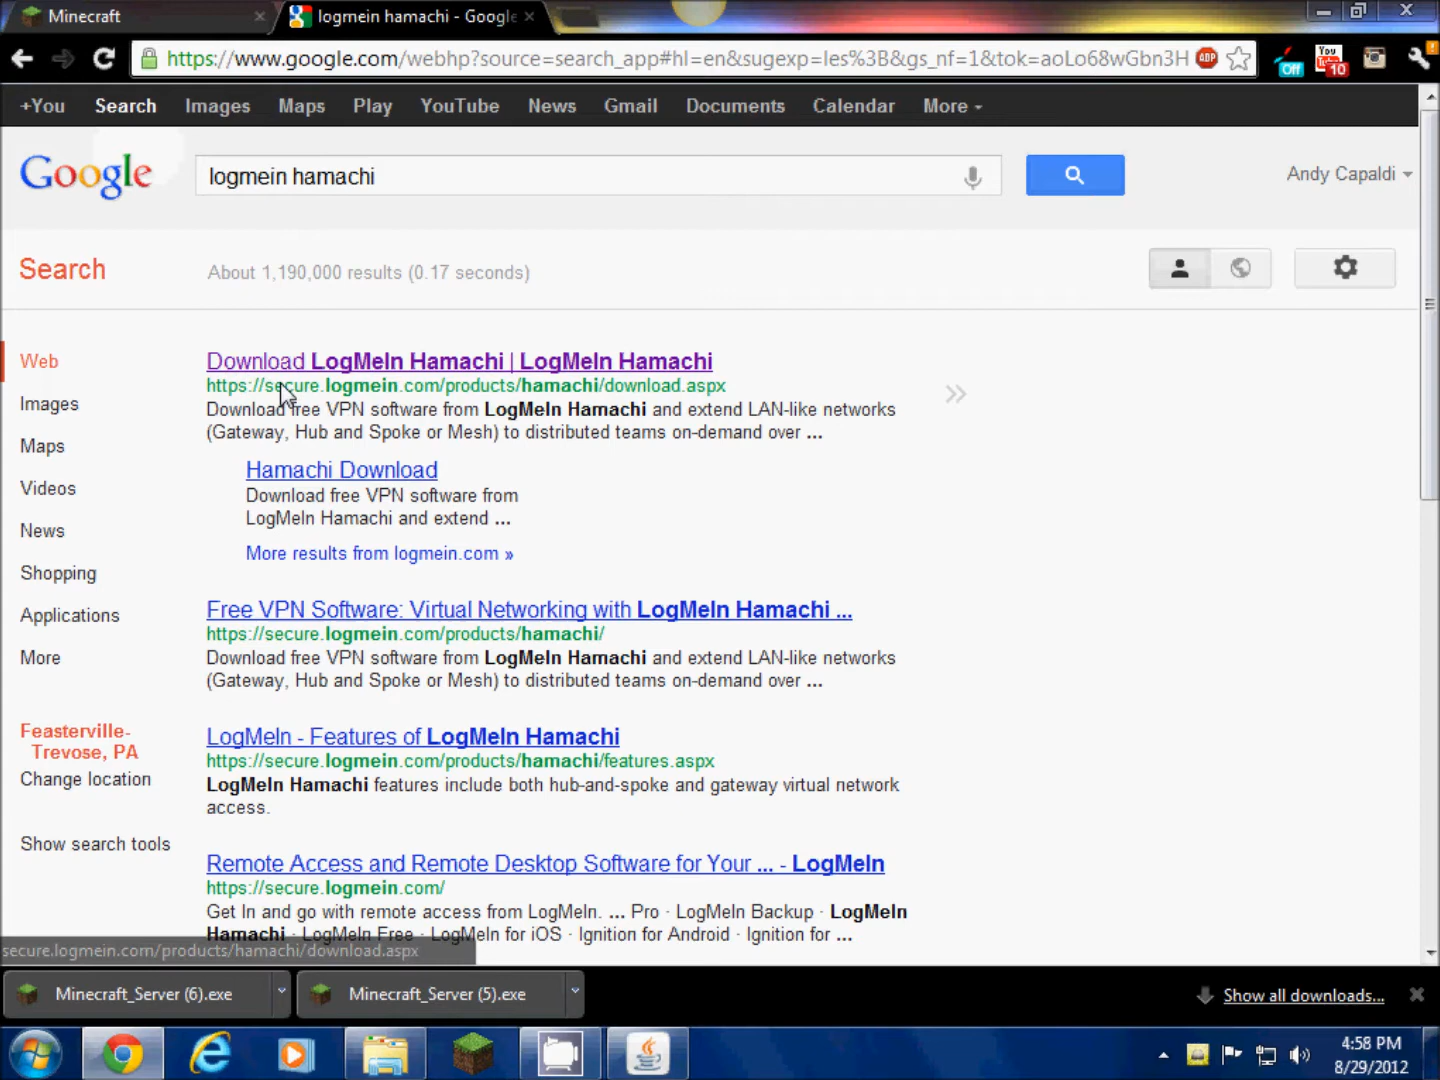 Minecraft
logmein hamachi - Google
https://www.google.com/webhp?source=search_app#hl=en&sugexp=les%3B&gs_nf=1&tok=aoLo68wGbn3H
ABP
Off
You
10
+You Search Images Maps Play YouTube News Gmail Documents Calendar More
Google
logmein hamachi
Andy Capaldi
Search
About 1,190,000 results (0.17 seconds)
Web
Images
Maps
Videos
News
Shopping
Applications
More
Feasterville-
Trevose, PA
Change location
Show search tools
Download LogMeIn Hamachi | LogMeIn Hamachi
https://secure.logmein.com/products/hamachi/download.aspx
Download free VPN software from LogMeIn Hamachi and extend LAN-like networks
(Gateway, Hub and Spoke or Mesh) to distributed teams on-demand over ...
Hamachi Download
Download free VPN software from
LogMeIn Hamachi and extend ...
More results from logmein.com »
Free VPN Software: Virtual Networking with LogMeIn Hamachi ...
https://secure.logmein.com/products/hamachi/
Download free VPN software from LogMeIn Hamachi and extend LAN-like networks
(Gateway, Hub and Spoke or Mesh) to distributed teams on-demand over ...
LogMeIn - Features of LogMeIn Hamachi
https://secure.logmein.com/products/hamachi/features.aspx
LogMeIn Hamachi features include both hub-and-spoke and gateway virtual network
access.
Remote Access and Remote Desktop Software for Your ... - LogMeIn
https://secure.logmein.com/
Get In and go with remote access from LogMeIn. ... Pro · LogMeIn Backup · LogMeIn
Hamachi · LogMeIn Free · LogMeIn for iOS · Ignition for Android · Ignition for ...
secure.logmein.com/products/hamachi/download.aspx
Minecraft_Server (6).exe
Minecraft_Server (5).exe
Show all downloads...
4:58 PM
8/29/2012